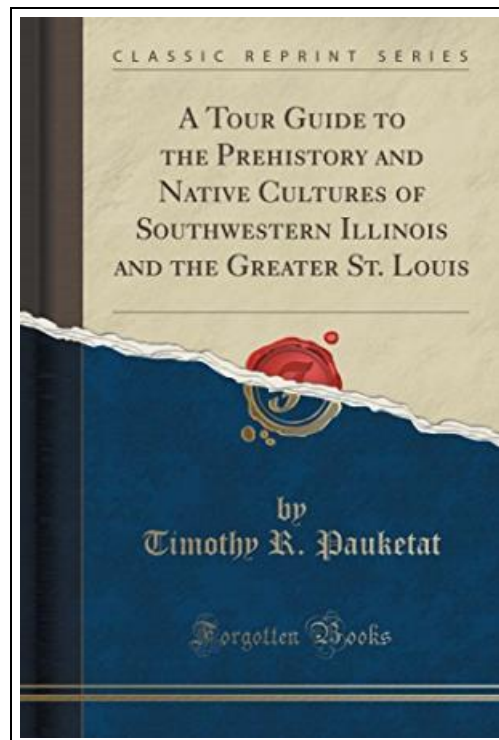 CLASSIC REPRINT SERIES
A TOUR GUIDE TO
THE PREHISTORY AND
NATIVE CULTURES OF
SOUTHWESTERN ILLINOIS
AND THE GREATER ST. LOUIS
by
Timothy R. Pauketat
Forgotten Books